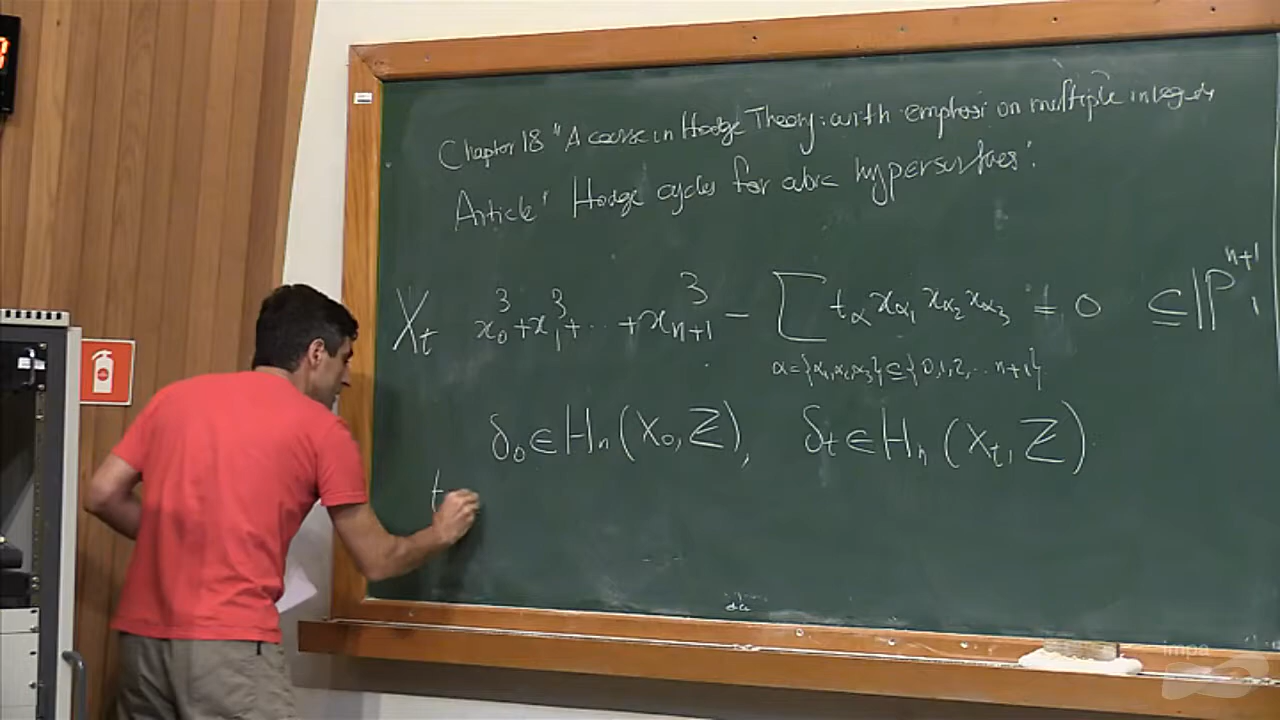 Chapter 18 "A course in Hodge Theory: with emphasi on multiple integrals
Article "Hodge cycles for cubic hypersurfaces".
X_t x_0^3+x_1^3+...+x_{n+1}^3 - Σ t_α x_{α_1} x_{α_2} x_{α_3} = 0 ⊆ P^{n+1},
α={α_1,α_2,α_3}⊆{0,1,2,...n+1}
δ_0 ∈ H_n(X_0, Z), δ_t ∈ H_n(X_t, Z)
t
impa